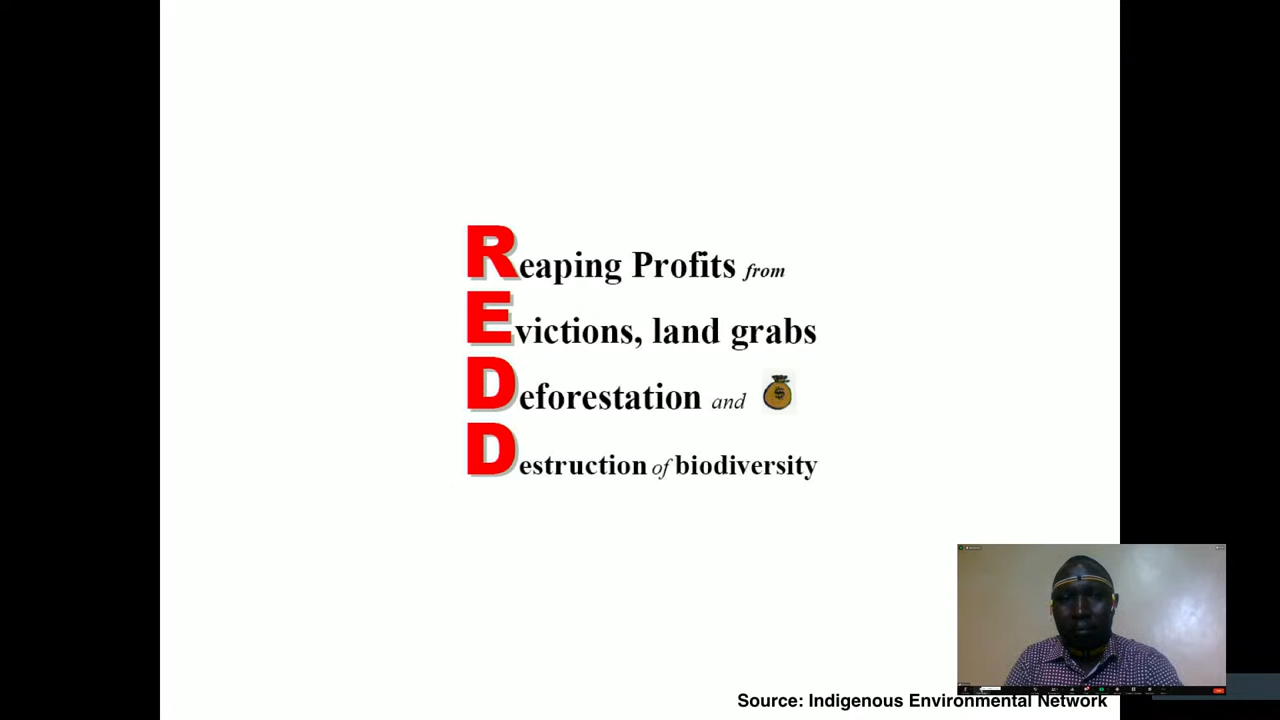 Reaping Profits from
Evictions, land grabs
Deforestation and
Destruction of biodiversity
Source: Indigenous Environmental Network